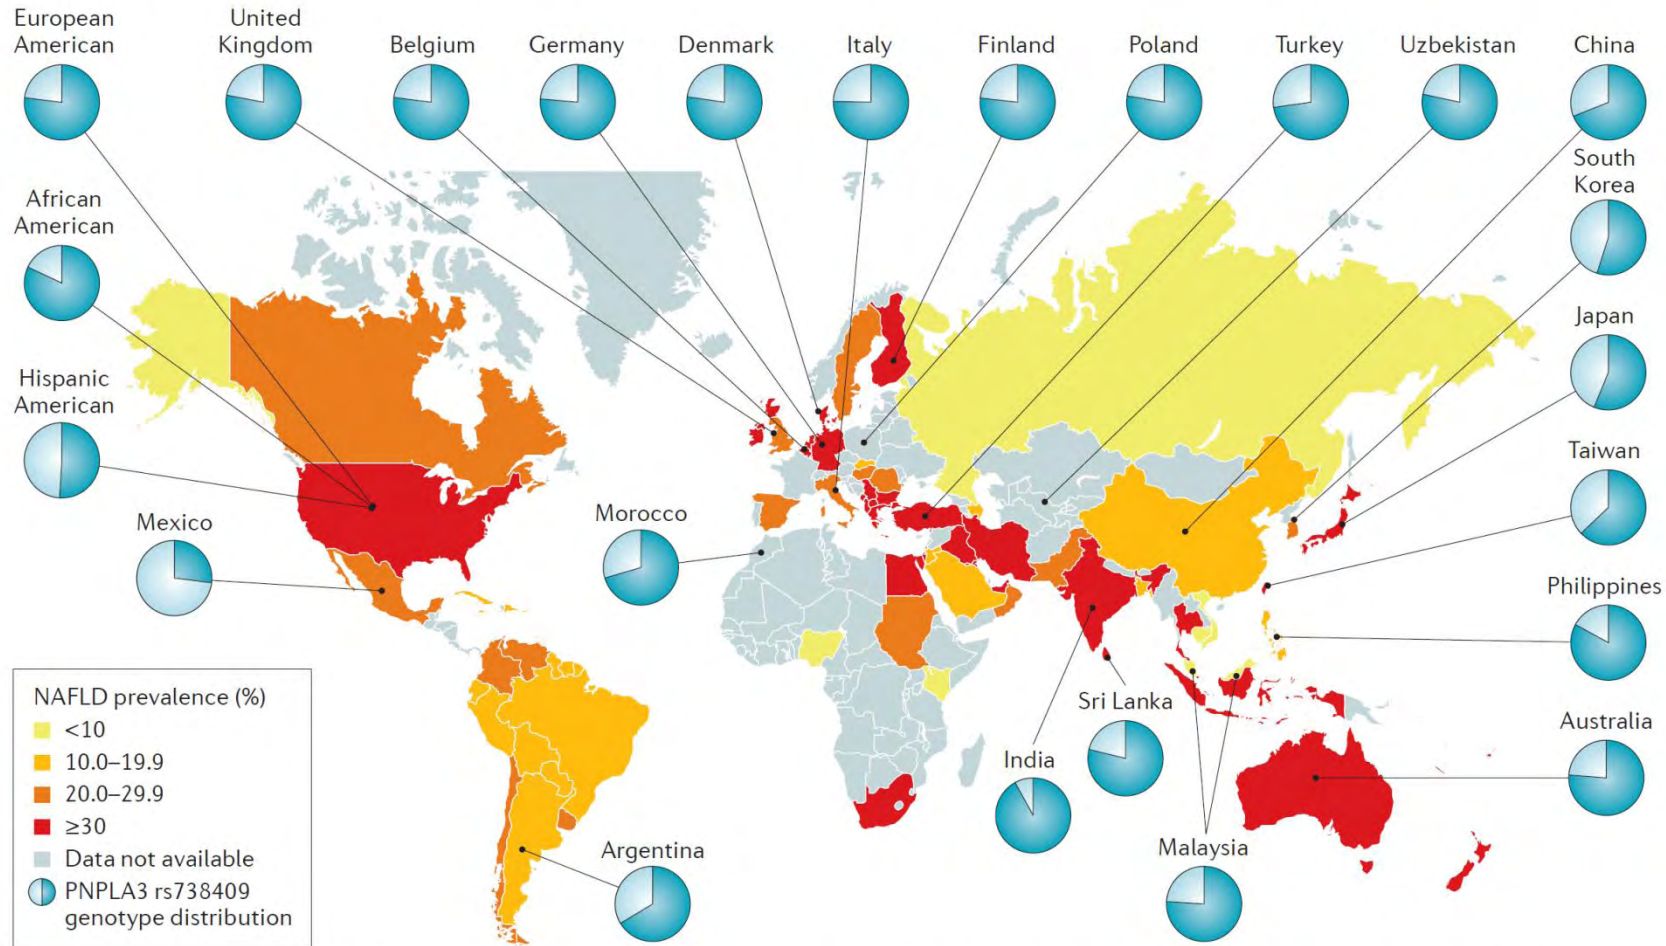 European
American
United
Kingdom
Belgium
Germany
Denmark
Italy
Finland
Poland
Turkey
Uzbekistan
China
South
Korea
African
American
Japan
Hispanic
American
Taiwan
Mexico
Morocco
Philippines
Sri Lanka
India
Australia
Malaysia
Argentina
NAFLD prevalence (%)
<10
10.0–19.9
20.0–29.9
≥30
Data not available
PNPLA3 rs738409
genotype distribution